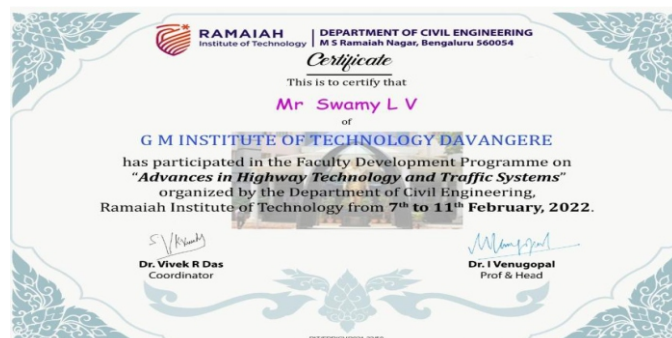 RAMAIAH
Institute of Technology
DEPARTMENT OF CIVIL ENGINEERING
M S Ramaiah Nagar, Bengaluru 560054
Certificate
This is to certify that
Mr Swamy L V
of
G M INSTITUTE OF TECHNOLOGY DAVANGERE
has participated in the Faculty Development Programme on
“Advances in Highway Technology and Traffic Systems”
organized by the Department of Civil Engineering,
Ramaiah Institute of Technology from 7th to 11th February, 2022.
Dr. Vivek R Das
Coordinator
Dr. I Venugopal
Prof & Head